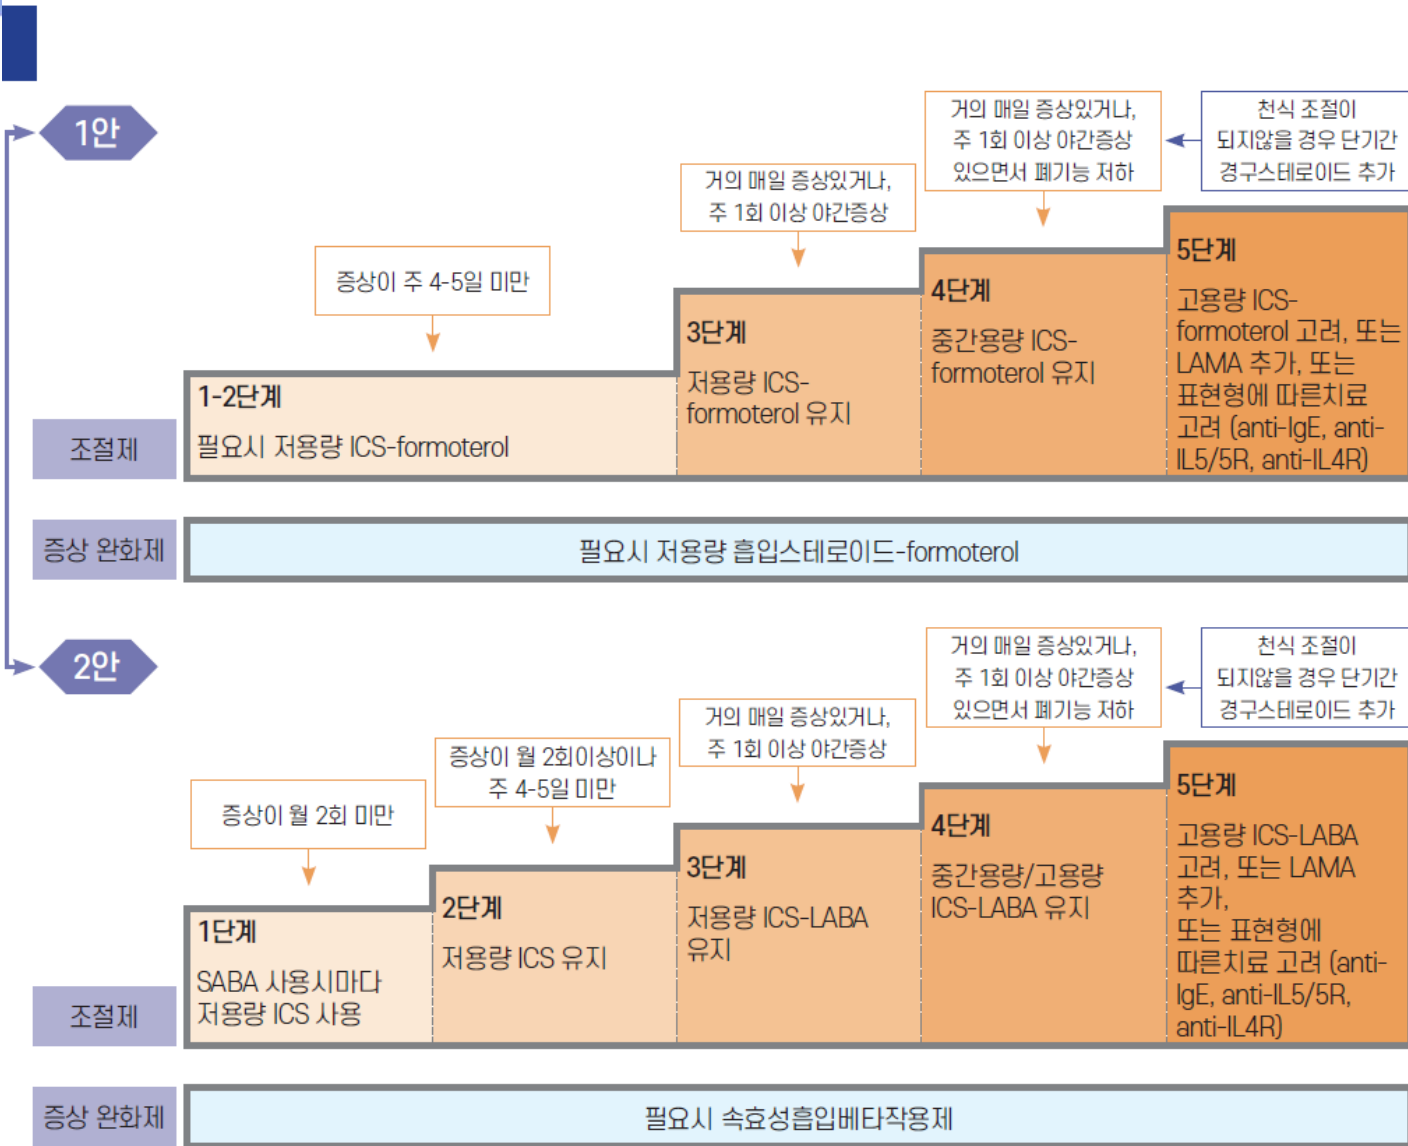 1안
증상이 주 4-5일 미만
거의 매일 증상있거나,
주 1회 이상 야간증상
거의 매일 증상있거나,
주 1회 이상 야간증상
있으면서 폐기능 저하
천식 조절이
되지않을 경우 단기간
경구스테로이드 추가
조절제
1-2단계
필요시 저용량 ICS-formoterol
3단계
저용량 ICS-
formoterol 유지
4단계
중간용량 ICS-
formoterol 유지
5단계
고용량 ICS-
formoterol 고려, 또는
LAMA 추가, 또는
표현형에 따른치료
고려 (anti-IgE, anti-
IL5/5R, anti-IL4R)
증상 완화제
필요시 저용량 흡입스테로이드-formoterol
2안
증상이 월 2회 미만
증상이 월 2회이상이나
주 4-5일 미만
거의 매일 증상있거나,
주 1회 이상 야간증상
거의 매일 증상있거나,
주 1회 이상 야간증상
있으면서 폐기능 저하
천식 조절이
되지않을 경우 단기간
경구스테로이드 추가
조절제
1단계
SABA 사용시마다
저용량 ICS 사용
2단계
저용량 ICS 유지
3단계
저용량 ICS-LABA
유지
4단계
중간용량/고용량
ICS-LABA 유지
5단계
고용량 ICS-LABA
고려, 또는 LAMA
추가,
또는 표현형에
따른치료 고려 (anti-
IgE, anti-IL5/5R,
anti-IL4R)
증상 완화제
필요시 속효성흡입베타작용제